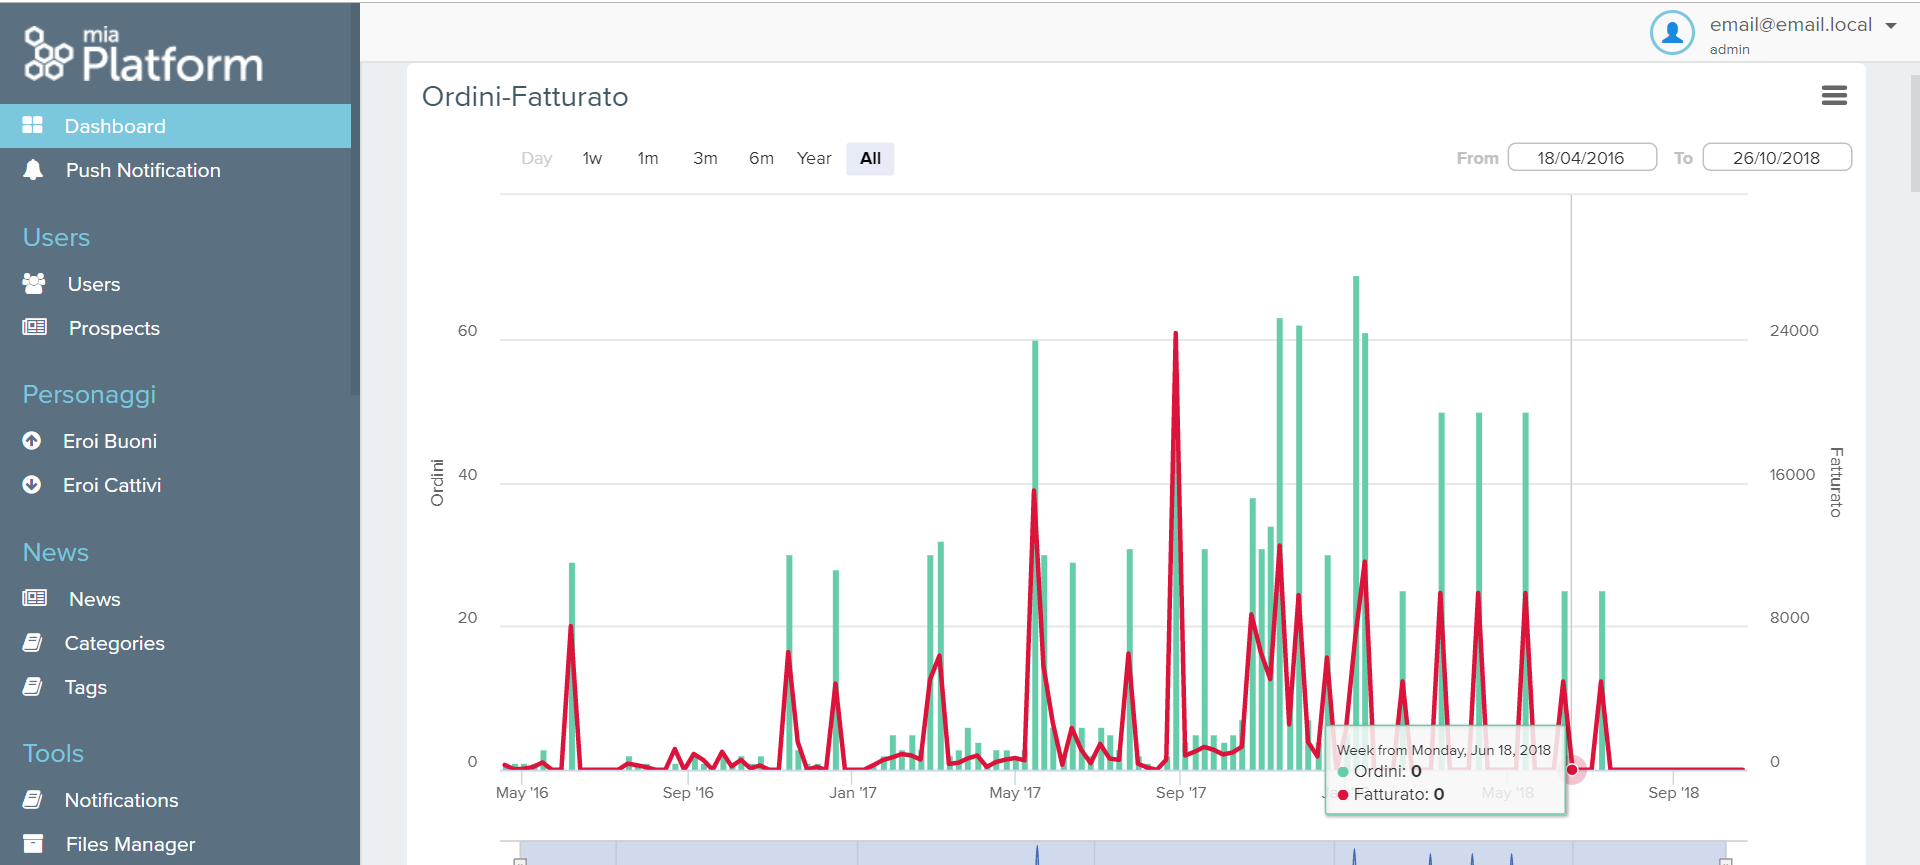 mia
Platform
Dashboard
Push Notification
Users
Users
Prospects
Personaggi
Eroi Buoni
Eroi Cattivi
News
News
Categories
Tags
Tools
Notifications
Files Manager
email@email.local
admin
Ordini-Fatturato
Day 1w 1m 3m 6m Year All
From 18/04/2016 To 26/10/2018
60 24000
40 16000
20 8000
0 0
Ordini
Fatturato
Week from Monday, Jun 18, 2018
Ordini: 0
Fatturato: 0
May '16 Sep '16 Jan '17 May '17 Sep '17 May '18 Sep '18